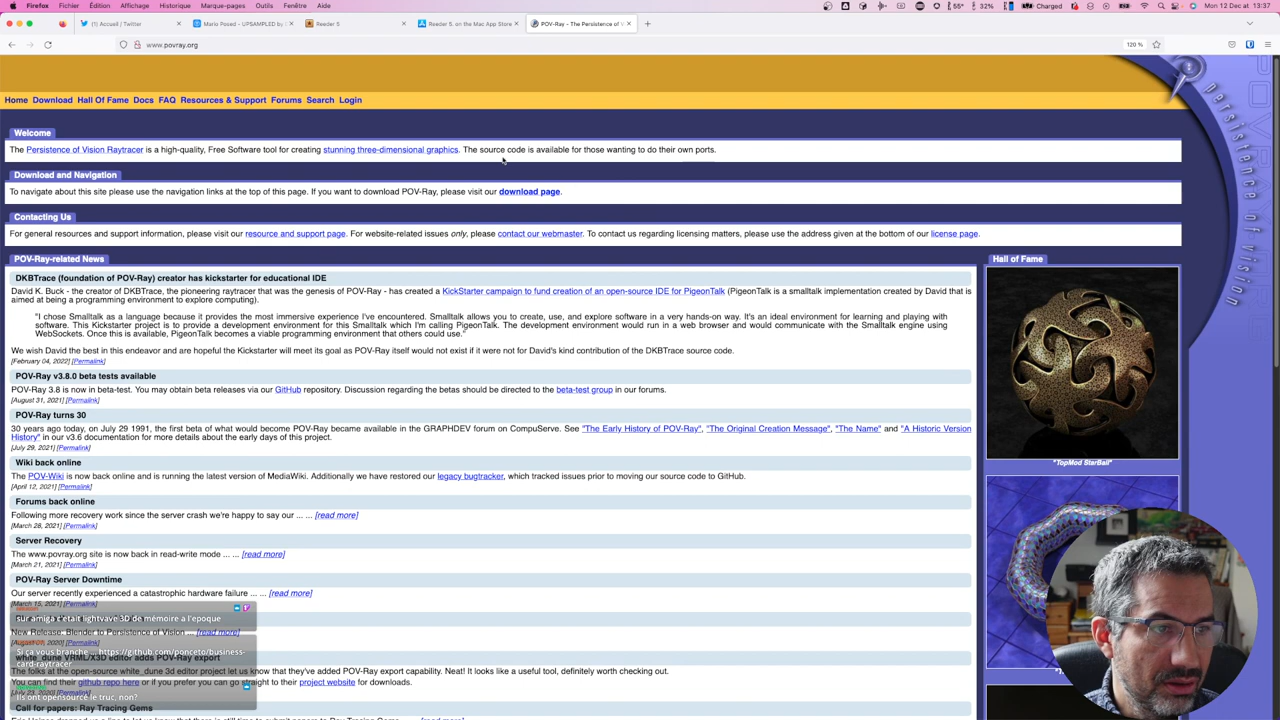 Firefox Fichier Édition Affichage Historique Marque-pages Outils Fenêtre Aide
55° 32% Charged Mon 12 Dec at 13:37
(1) Accueil / Twitter
Mario Posed - UPSAMPLED by
Reeder 5
Reeder 5. on the Mac App Store
POV-Ray - The Persistence of V
www.povray.org
120 %
Home Download Hall Of Fame Docs FAQ Resources & Support Forums Search Login
persistence of vision
Welcome
The Persistence of Vision Raytracer is a high-quality, Free Software tool for creating stunning three-dimensional graphics. The source code is available for those wanting to do their own ports.
Download and Navigation
To navigate about this site please use the navigation links at the top of this page. If you want to download POV-Ray, please visit our download page.
Contacting Us
For general resources and support information, please visit our resource and support page. For website-related issues only, please contact our webmaster. To contact us regarding licensing matters, please use the address given at the bottom of our license page.
POV-Ray-related News
DKBTrace (foundation of POV-Ray) creator has kickstarter for educational IDE
David K. Buck - the creator of DKBTrace, the pioneering raytracer that was the genesis of POV-Ray - has created a KickStarter campaign to fund creation of an open-source IDE for PigeonTalk (PigeonTalk is a smalltalk implementation created by David that is
aimed at being a programming environment to explore computing).
"I chose Smalltalk as a language because it provides the most immersive experience I've encountered. Smalltalk allows you to create, use, and explore software in a very hands-on way. It's an ideal environment for learning and playing with
software. This Kickstarter project is to provide a development environment for this Smalltalk which I'm calling PigeonTalk. The development environment would run in a web browser and would communicate with the Smalltalk engine using
WebSockets. Once this is available, PigeonTalk becomes a viable programming environment that others could use."
We wish David the best in this endeavor and are hopeful the Kickstarter will meet its goal as POV-Ray itself would not exist if it were not for David's kind contribution of the DKBTrace source code.
[February 04, 2022] [Permalink]
POV-Ray v3.8.0 beta tests available
POV-Ray 3.8 is now in beta-test. You may obtain beta releases via our GitHub repository. Discussion regarding the betas should be directed to the beta-test group in our forums.
[August 31, 2021] [Permalink]
POV-Ray turns 30
30 years ago today, on July 29 1991, the first beta of what would become POV-Ray became available in the GRAPHDEV forum on CompuServe. See "The Early History of POV-Ray", "The Original Creation Message", "The Name" and "A Historic Version
History" in our v3.6 documentation for more details about the early days of this project.
[July 29, 2021] [Permalink]
Wiki back online
The POV-Wiki is now back online and is running the latest version of MediaWiki. Additionally we have restored our legacy bugtracker, which tracked issues prior to moving our source code to GitHub.
[April 12, 2021] [Permalink]
Forums back online
Following more recovery work since the server crash we're happy to say our ... ... [read more]
[March 28, 2021] [Permalink]
Server Recovery
The www.povray.org site is now back in read-write mode ... ... [read more]
[March 21, 2021] [Permalink]
POV-Ray Server Downtime
Our server recently experienced a catastrophic hardware failure ... [read more]
[March 15, 2021] [Permalink]
sur amiga c'etait lightvave 3D de mémoire a l'epoque
New Release: Blender to Persistence of Vision ... [read more]
Si ça vous branche ... https://github.com/ponceto/business-
card-raytracer
white_dune VRML/X3D editor adds POV-Ray export
The folks at the open-source white_dune 3d editor project let us know that they've added POV-Ray export capability. Neat! It looks like a useful tool, definitely worth checking out.
You can find their github repo here or if you prefer you can go straight to their project website for downloads.
Ils ont opensourcé le truc, non?
Call for papers: Ray Tracing Gems
Hall of Fame
"TopMod StarBall"